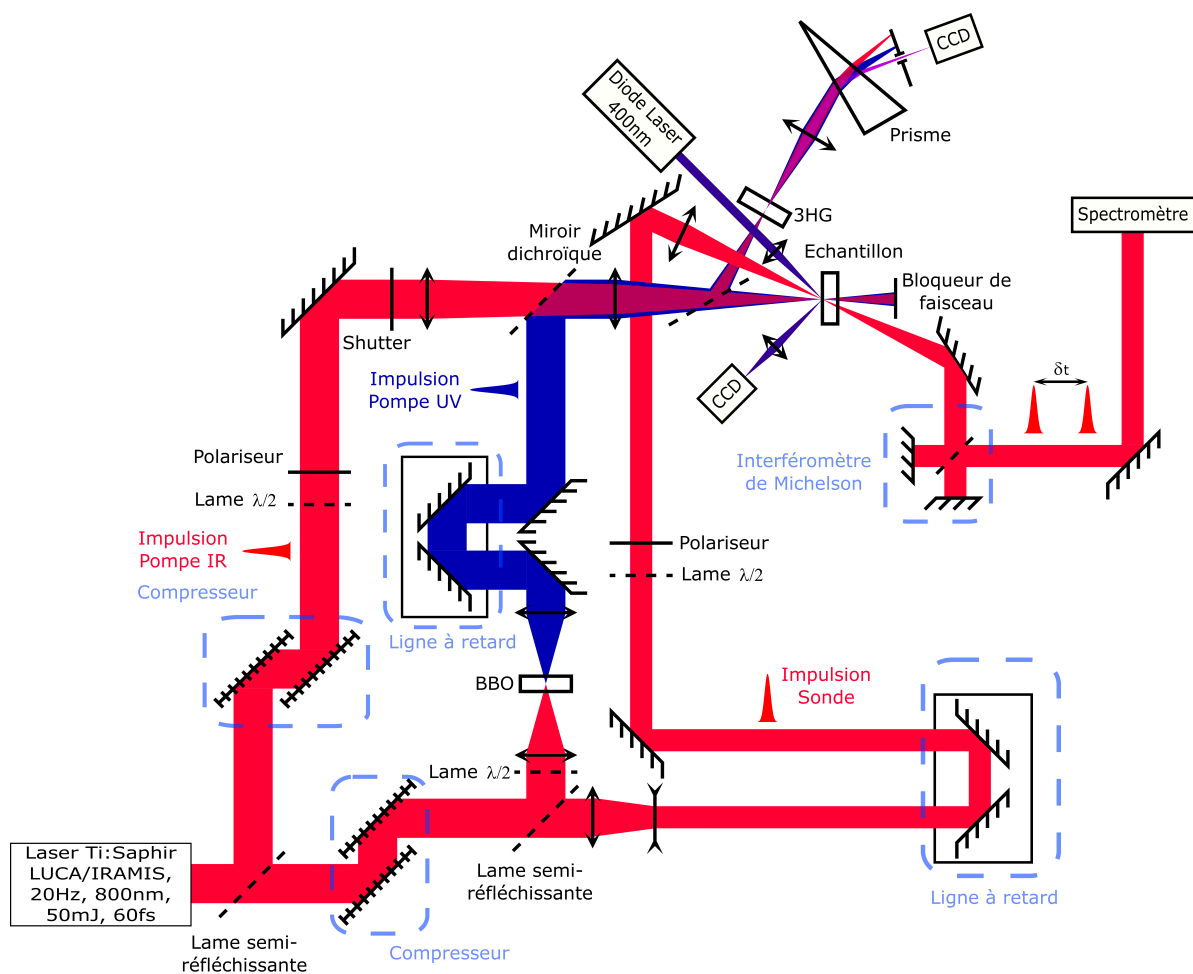 CCD
Diode Laser
400nm
Prisme
3HG
Spectromètre
Miroir
dichroïque
Echantillon
Bloqueur de
faisceau
Shutter
Impulsion
Pompe UV
CCD
δt
Interféromètre
de Michelson
Polariseur
Lame λ/2
Impulsion
Pompe IR
Compresseur
Polariseur
Lame λ/2
Ligne à retard
BBO
Impulsion
Sonde
Lame λ/2
Laser Ti:Saphir
LUCA/IRAMIS,
20Hz, 800nm,
50mJ, 60fs
Lame semi-
réfléchissante
Ligne à retard
Lame semi-
réfléchissante
Compresseur